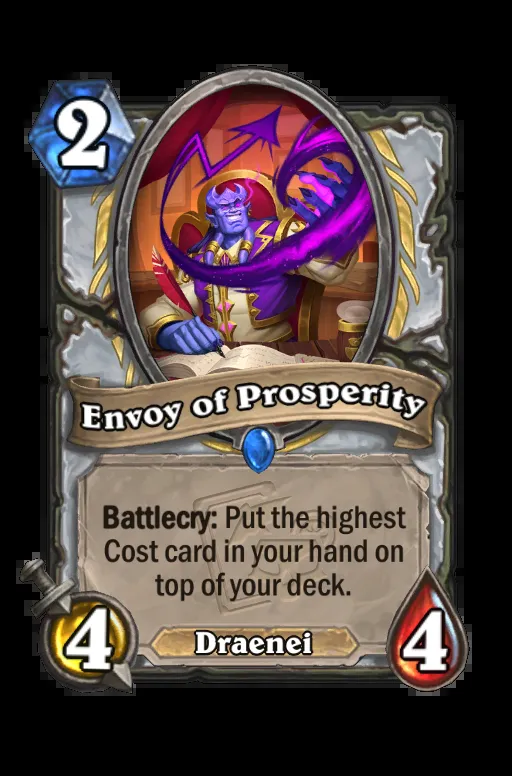 2
Envoy of Prosperity
Battlecry: Put the highest
Cost card in your hand on
top of your deck.
4
Draenei
4